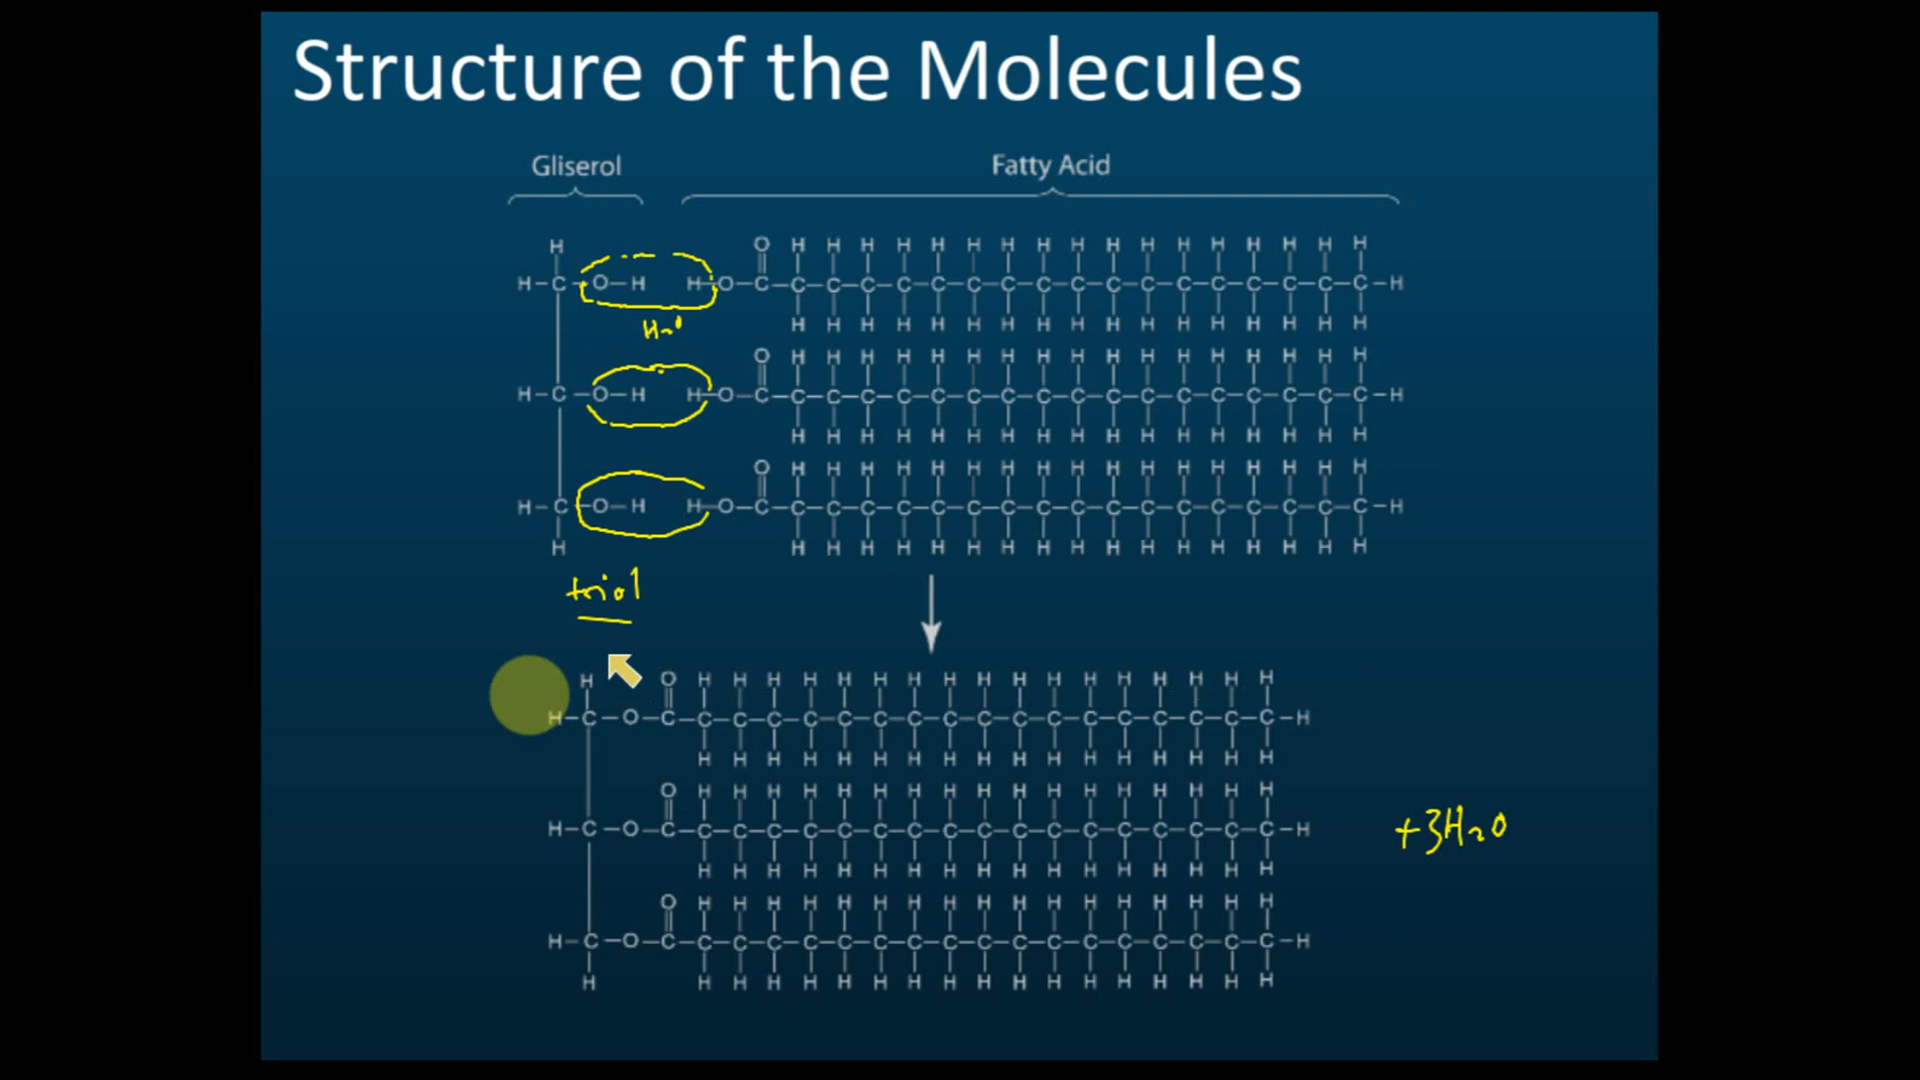 Structure of the Molecules
Gliserol Fatty Acid
H O H H H H H H H H H H H H H H H H H
H-C-O-H H-O-C-C-C-C-C-C-C-C-C-C-C-C-C-C-C-C-C-C-H
H H H H H H H H H H H H H H H H H
H2O
O H H H H H H H H H H H H H H H H H
H-C-O-H H-O-C-C-C-C-C-C-C-C-C-C-C-C-C-C-C-C-C-C-H
H H H H H H H H H H H H H H H H H
O H H H H H H H H H H H H H H H H H
H-C-O-H H-O-C-C-C-C-C-C-C-C-C-C-C-C-C-C-C-C-C-C-H
H H H H H H H H H H H H H H H H H H
triol
H O H H H H H H H H H H H H H H H H H
H-C-O-C-C-C-C-C-C-C-C-C-C-C-C-C-C-C-C-C-C-H
H H H H H H H H H H H H H H H H H
O H H H H H H H H H H H H H H H H H
H-C-O-C-C-C-C-C-C-C-C-C-C-C-C-C-C-C-C-C-C-H
+3H2O
H H H H H H H H H H H H H H H H H
O H H H H H H H H H H H H H H H H H
H-C-O-C-C-C-C-C-C-C-C-C-C-C-C-C-C-C-C-C-C-H
H H H H H H H H H H H H H H H H H H